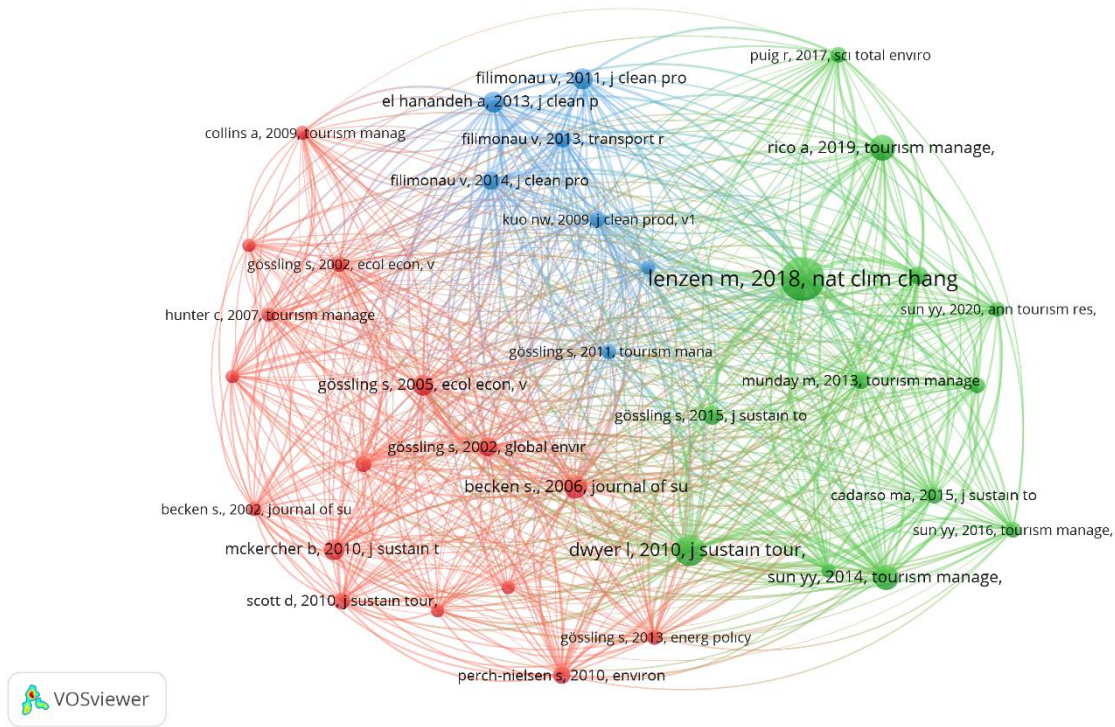 puig r, 2017, sci total enviro
filimonau v, 2011, j clean pro
el hanandeh a, 2013, j clean p
collins a, 2009, tourism manag
filimonau v, 2013, transport r
rico a, 2019, tourism manage,
filimonau v, 2014, j clean pro
kuo nw, 2009, j clean prod, v1
gössling s, 2002, ecol econ, v
lenzen m, 2018, nat clim chang
hunter c, 2007, tourism manage
sun yy, 2020, ann tourism res,
gössling s, 2011, tourism mana
gössling s, 2005, ecol econ, v
munday m, 2013, tourism manage
gössling s, 2015, j sustain to
gössling s, 2002, global envir
becken s., 2006, journal of su
cadarso ma, 2015, j sustain to
becken s., 2002, journal of su
sun yy, 2016, tourism manage,
mckercher b, 2010, j sustain t
dwyer l, 2010, j sustain tour,
sun yy, 2014, tourism manage,
scott d, 2010, j sustain tour,
gössling s, 2013, energ policy
perch-nielsen s, 2010, environ
VOSviewer